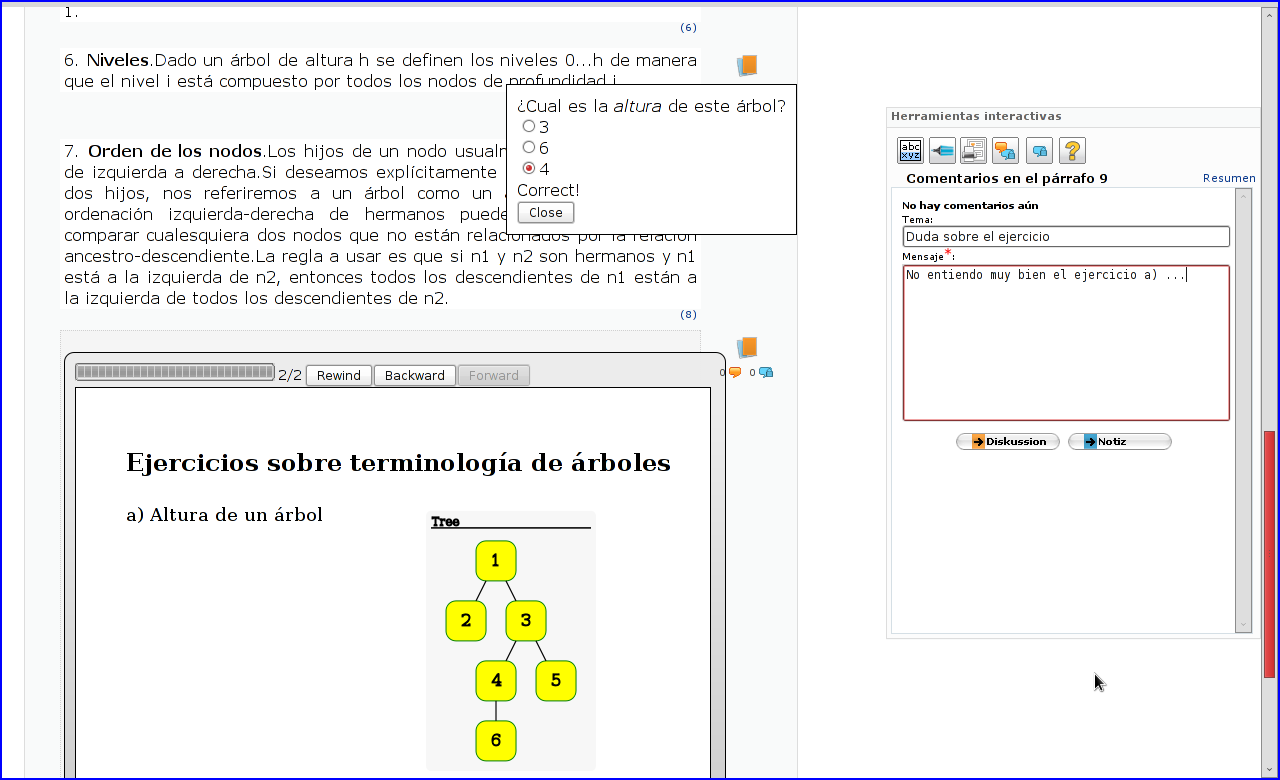 1.
(6)
6. Niveles.Dado un árbol de altura h se definen los niveles 0...h de manera
que el nivel i está compuesto por todos los nodos de profundidad i.
¿Cual es la altura de este árbol?
3
6
4
Correct!
Close
7. Orden de los nodos.Los hijos de un nodo
de izquierda a derecha.Si deseamos explícitamente
dos hijos, nos referiremos a un árbol como un
ordenación izquierda-derecha de hermanos puede
comparar cualesquiera dos nodos que no están relacionados por la relación
ancestro-descendiente.La regla a usar es que si n1 y n2 son hermanos y n1
está a la izquierda de n2, entonces todos los descendientes de n1 están a
la izquierda de todos los descendientes de n2.
(8)
2/2 Rewind Backward Forward
0 0
Ejercicios sobre terminología de árboles
a) Altura de un árbol
Tree
1
2 3
4 5
6
Herramientas interactivas
abc
xyz
?
Comentarios en el párrafo 9 Resumen
No hay comentarios aún
Tema:
Duda sobre el ejercicio
Mensaje*:
No entiendo muy bien el ejercicio a) ...
Diskussion Notiz